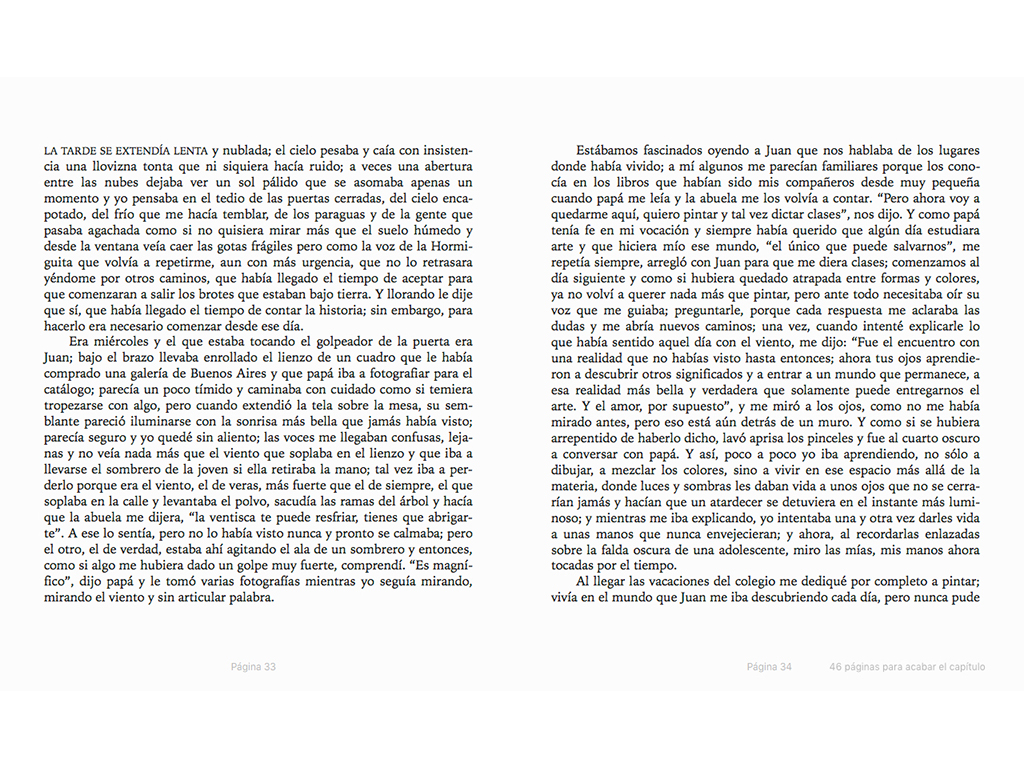 LA TARDE SE EXTENDÍA LENTA y nublada; el cielo pesaba y caía con insisten-
cia una llovizna tonta que ni siquiera hacía ruido; a veces una abertura
entre las nubes dejaba ver un sol pálido que se asomaba apenas un
momento y yo pensaba en el tedio de las puertas cerradas, del cielo enca-
potado, del frío que me hacía temblar, de los paraguas y de la gente que
pasaba agachada como si no quisiera mirar más que el suelo húmedo y
desde la ventana veía caer las gotas frágiles pero como la voz de la Hormi-
guita que volvía a repetirme, aun con más urgencia, que no lo retrasara
yéndome por otros caminos, que había llegado el tiempo de aceptar para
que comenzaran a salir los brotes que estaban bajo tierra. Y llorando le dije
que sí, que había llegado el tiempo de contar la historia; sin embargo, para
hacerlo era necesario comenzar desde ese día.
Era miércoles y el que estaba tocando el golpeador de la puerta era
Juan; bajo el brazo llevaba enrollado el lienzo de un cuadro que le había
comprado una galería de Buenos Aires y que papá iba a fotografiar para el
catálogo; parecía un poco tímido y caminaba con cuidado como si temiera
tropezarse con algo, pero cuando extendió la tela sobre la mesa, su sem-
blante pareció iluminarse con la sonrisa más bella que jamás había visto;
parecía seguro y yo quedé sin aliento; las voces me llegaban confusas, leja-
nas y no veía nada más que el viento que soplaba en el lienzo y que iba a
llevarse el sombrero de la joven si ella retiraba la mano; tal vez iba a per-
derlo porque era el viento, el de veras, más fuerte que el de siempre, el que
soplaba en la calle y levantaba el polvo, sacudía las ramas del árbol y hacía
que la abuela me dijera, “la ventisca te puede resfriar, tienes que abrigar-
te”. A ese lo sentía, pero no lo había visto nunca y pronto se calmaba; pero
el otro, el de verdad, estaba ahí agitando el ala de un sombrero y entonces,
como si algo me hubiera dado un golpe muy fuerte, comprendí. “Es magní-
fico”, dijo papá y le tomó varias fotografías mientras yo seguía mirando,
mirando el viento y sin articular palabra.
Página 33
Estábamos fascinados oyendo a Juan que nos hablaba de los lugares
donde había vivido; a mí algunos me parecían familiares porque los cono-
cía en los libros que habían sido mis compañeros desde muy pequeña
cuando papá me leía y la abuela me los volvía a contar. “Pero ahora voy a
quedarme aquí, quiero pintar y tal vez dictar clases”, nos dijo. Y como papá
tenía fe en mi vocación y siempre había querido que algún día estudiara
arte y que hiciera mío ese mundo, “el único que puede salvarnos”, me
repetía siempre, arregló con Juan para que me diera clases; comenzamos al
día siguiente y como si hubiera quedado atrapada entre formas y colores,
ya no volví a querer nada más que pintar, pero ante todo necesitaba oír su
voz que me guiaba; preguntarle, porque cada respuesta me aclaraba las
dudas y me abría nuevos caminos; una vez, cuando intenté explicarle lo
que había sentido aquel día con el viento, me dijo: “Fue el encuentro con
una realidad que no habías visto hasta entonces; ahora tus ojos aprendie-
ron a descubrir otros significados y a entrar a un mundo que permanece, a
esa realidad más bella y verdadera que solamente puede entregarnos el
arte. Y el amor, por supuesto”, y me miró a los ojos, como no me había
mirado antes, pero eso está aún detrás de un muro. Y como si se hubiera
arrepentido de haberlo dicho, lavó aprisa los pinceles y fue al cuarto oscuro
a conversar con papá. Y así, poco a poco yo iba aprendiendo, no sólo a
dibujar, a mezclar los colores, sino a vivir en ese espacio más allá de la
materia, donde luces y sombras les daban vida a unos ojos que no se cerra-
rían jamás y hacían que un atardecer se detuviera en el instante más lumi-
noso; y mientras me iba explicando, yo intentaba una y otra vez darles vida
a unas manos que nunca envejecieran; y ahora, al recordarlas enlazadas
sobre la falda oscura de una adolescente, miro las mías, mis manos ahora
tocadas por el tiempo.
Al llegar las vacaciones del colegio me dediqué por completo a pintar;
vivía en el mundo que Juan me iba descubriendo cada día, pero nunca pude
Página 34
46 páginas para acabar el capítulo